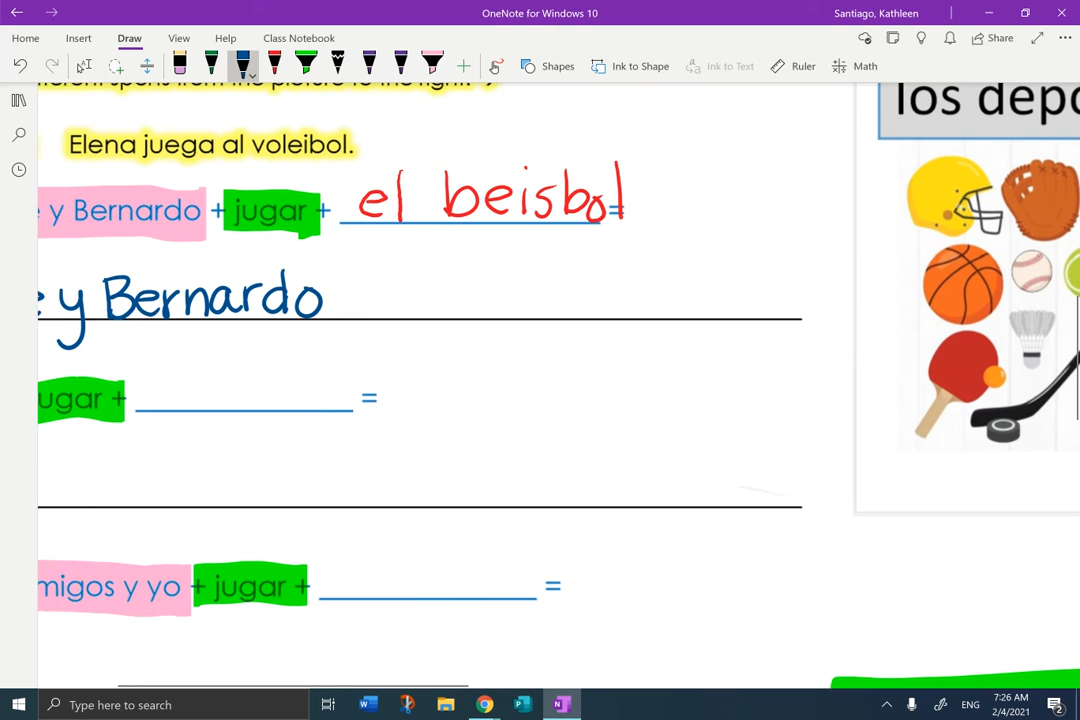 OneNote for Windows 10
Santiago, Kathleen
Home Insert Draw View Help Class Notebook Share
Shapes Ink to Shape Ink to Text Ruler Math
Elena juega al voleibol.
y Bernardo + jugar + el beisbol =
y Bernardo
ugar + =
migos y yo + jugar + =
los depo
Type here to search
ENG
7:26 AM
2/4/2021
2